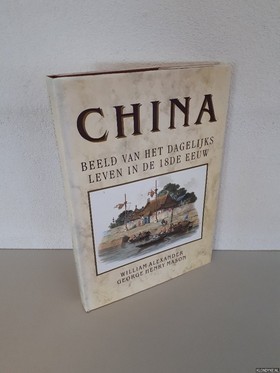 CHINA
BEELD VAN HET DAGELIJKS
LEVEN IN DE 18DE EEUW
WILLIAM ALEXANDER
GEORGE HENRY MASON